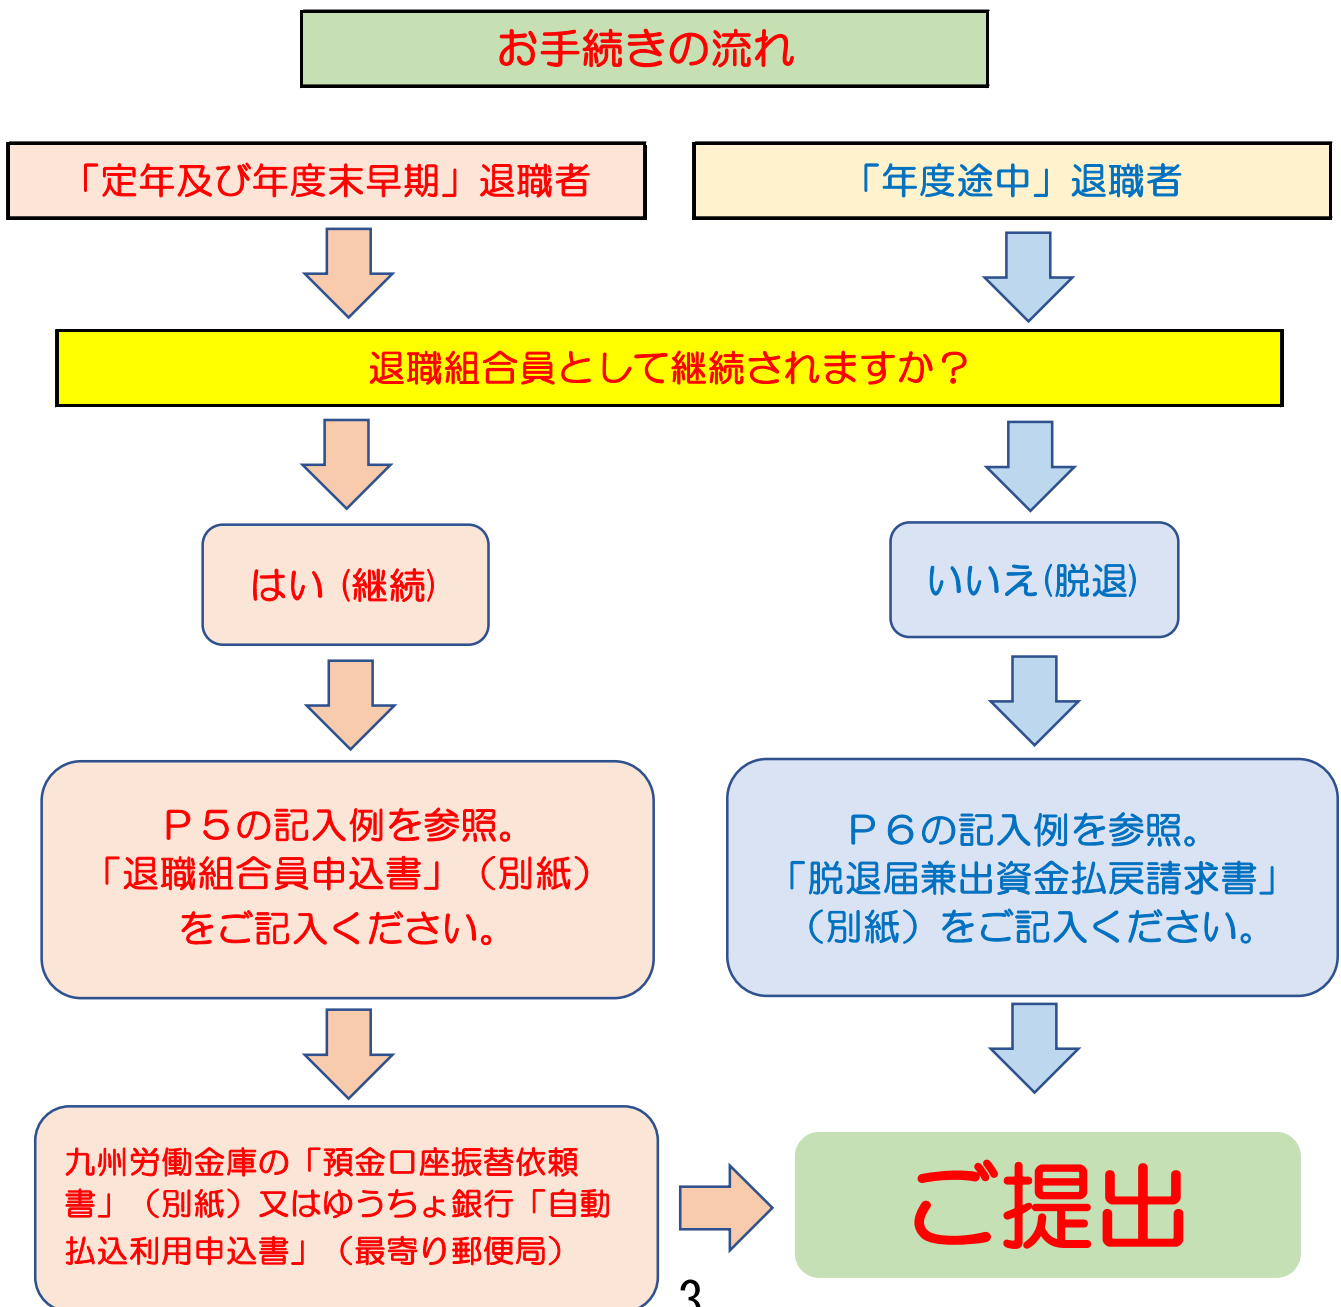 お手続きの流れ
「定年及び年度末早期」退職者
「年度途中」退職者
退職組合員として継続されますか？
はい (継続)
いいえ(脱退)
Ｐ５の記入例を参照。
「退職組合員申込書」（別紙）
をご記入ください。
Ｐ６の記入例を参照。
「脱退届兼出資金払戻請求書」
（別紙）をご記入ください。
九州労働金庫の「預金口座振替依頼
書」（別紙）又はゆうちょ銀行「自動
払込利用申込書」（最寄り郵便局）
ご提出
3